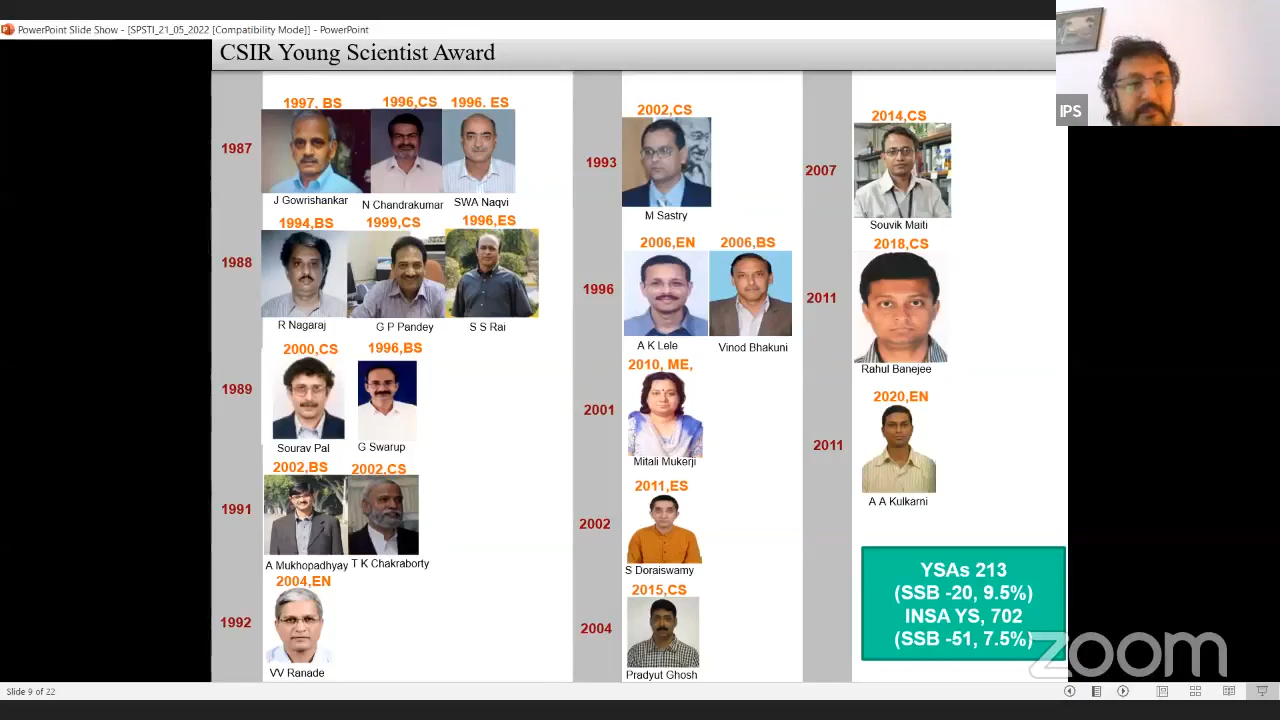 PowerPoint Slide Show - [SPSTI_21_05_2022 [Compatibility Mode]] - PowerPoint
CSIR Young Scientist Award
IPS
1987
1997, BS
1996,CS
1996. ES
J Gowrishankar
N Chandrakumar
SWA Naqvi
1988
1994,BS
1999,CS
1996,ES
R Nagaraj
G P Pandey
S S Rai
1989
2000,CS
1996,BS
Sourav Pal
G Swarup
1991
2002,BS
2002,CS
A Mukhopadhyay
T K Chakraborty
1992
2004,EN
VV Ranade
1993
2002,CS
M Sastry
1996
2006,EN
2006,BS
A K Lele
Vinod Bhakuni
2001
2010, ME,
Mitali Mukerji
2002
2011,ES
S Doraiswamy
2004
2015,CS
Pradyut Ghosh
2007
2014,CS
Souvik Maiti
2011
2018,CS
Rahul Banejee
2011
2020,EN
A A Kulkarni
YSAs 213
(SSB -20, 9.5%)
INSA YS, 702
(SSB -51, 7.5%)
zoom
Slide 9 of 22